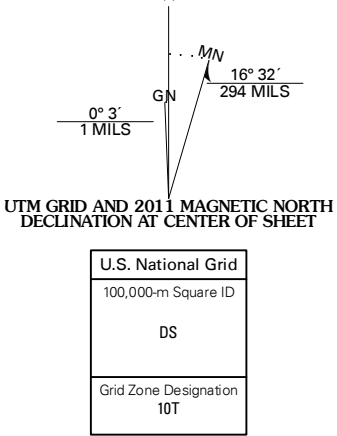 MN
16° 32´
294 MILS
GN
0° 3´
1 MILS
UTM GRID AND 2011 MAGNETIC NORTH
DECLINATION AT CENTER OF SHEET
U.S. National Grid
100,000-m Square ID
DS
Grid Zone Designation
10T